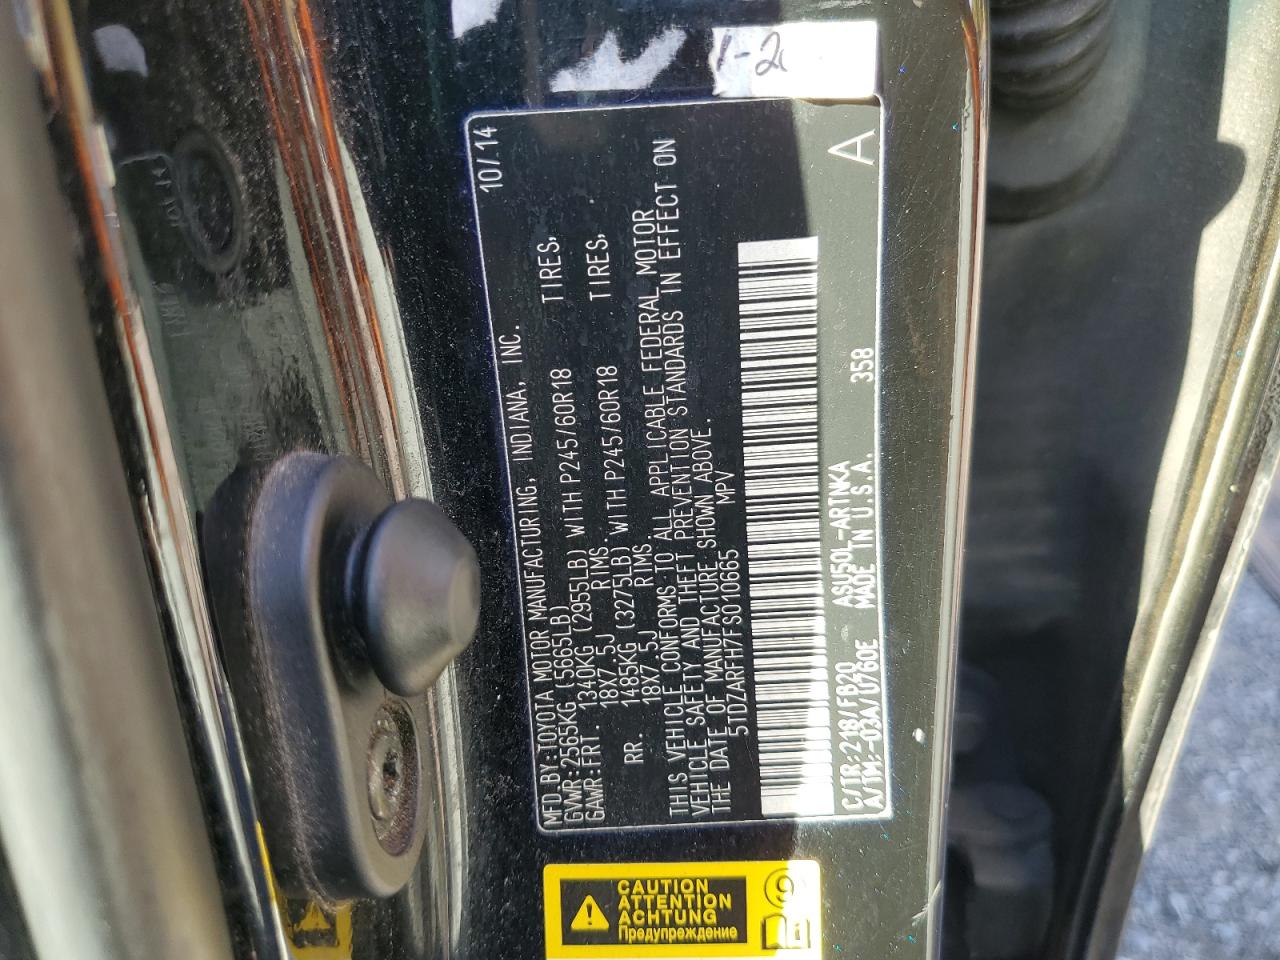 1-2
10/14
MFD.BY:TOYOTA MOTOR MANUFACTURING, INDIANA, INC.
GVWR:2565KG (5665LB)
GAWR:FRT. 1340KG (2955LB) WITH P245/60R18 TIRES,
18X7.5J RIMS
RR. 1485KG (3275LB) WITH P245/60R18 TIRES,
18X7.5J RIMS
THIS VEHICLE CONFORMS TO ALL APPLICABLE FEDERAL MOTOR
VEHICLE SAFETY AND THEFT PREVENTION STANDARDS IN EFFECT ON
THE DATE OF MANUFACTURE SHOWN ABOVE.
5TDZARFH7FS010665 MPV
C/TR:218/FB20 ASU50L-ARTNKA A
A/TM:-03A/U760E MADE IN U.S.A. 358
CAUTION
ATTENTION
ACHTUNG
Предупреждение